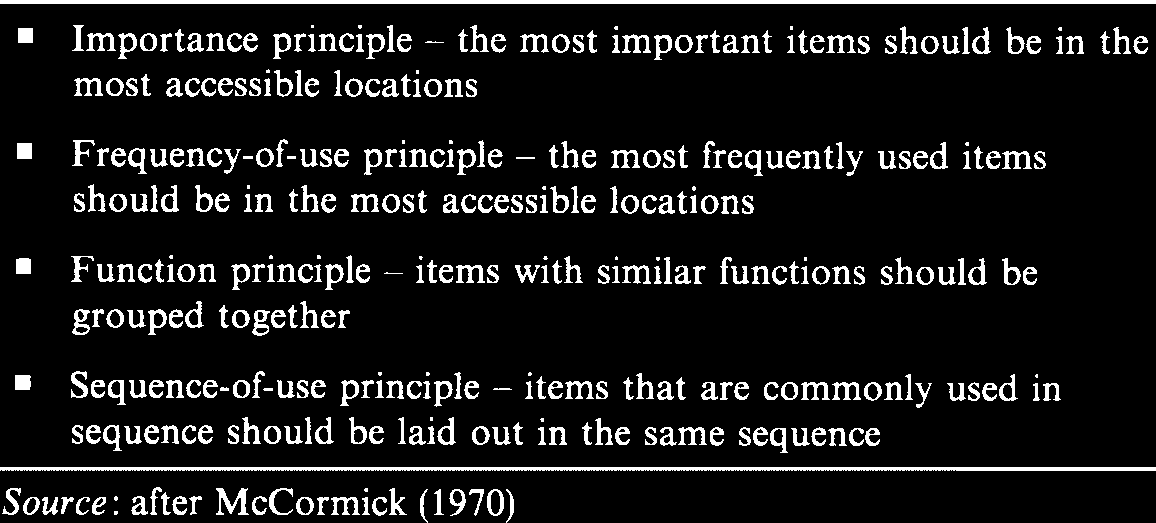 ▪ Importance principle – the most important items should be in the
most accessible locations
▪ Frequency-of-use principle – the most frequently used items
should be in the most accessible locations
▪ Function principle – items with similar functions should be
grouped together
▪ Sequence-of-use principle – items that are commonly used in
sequence should be laid out in the same sequence
Source: after McCormick (1970)